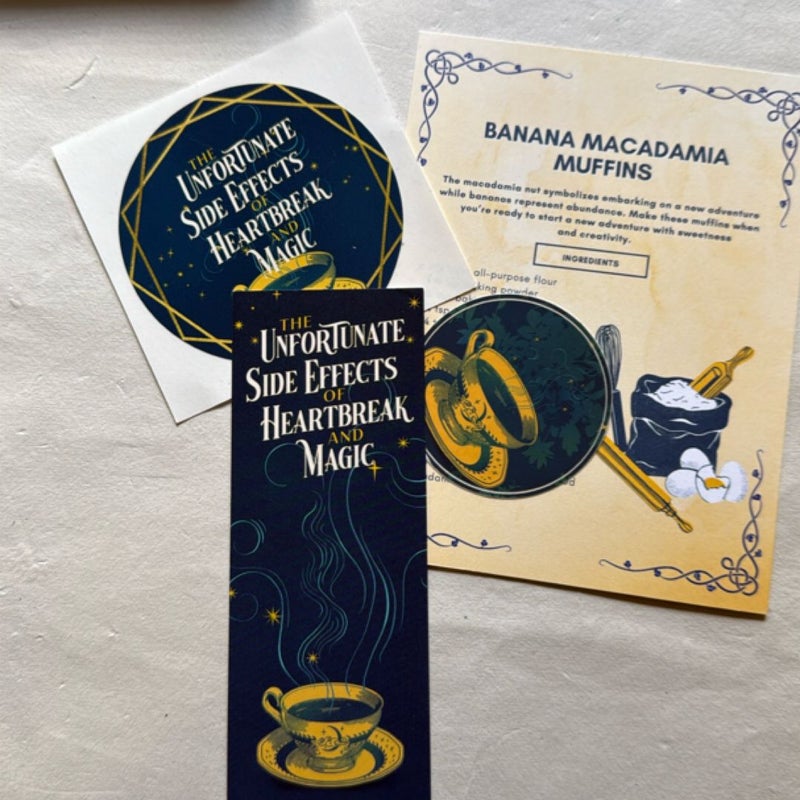 THE
UNFORTUNATE
SIDE EFFECTS
OF
HEARTBREAK
AND
MAGIC
BANANA MACADAMIA
MUFFINS
The macadamia nut symbolizes embarking on a new adventure
while bananas represent abundance. Make these muffins when
you're ready to start a new adventure with sweetness
and creativity.
INGREDIENTS
all-purpose flour
king powder
THE
UNFORTUNATE
SIDE EFFECTS
OF
HEARTBREAK
AND
MAGIC